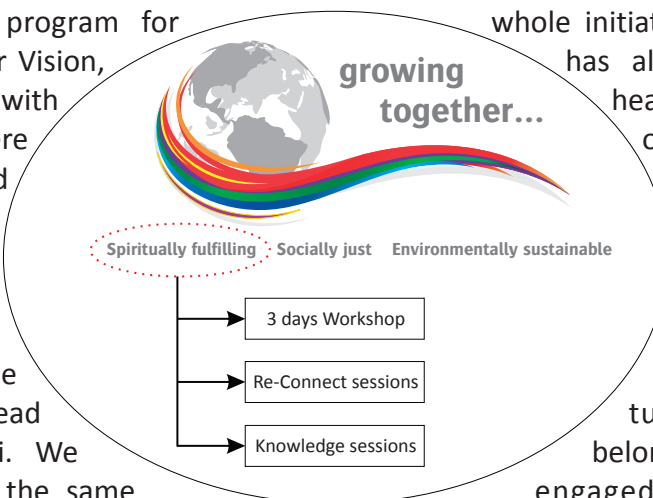 program for
r Vision,
with
ere
d
e
ead
i. We
the same
growing
together...
Spiritually fulfilling Socially just Environmentally sustainable
3 days Workshop
Re-Connect sessions
Knowledge sessions
whole initiat
has al
hea
o
tu
belon
engaged